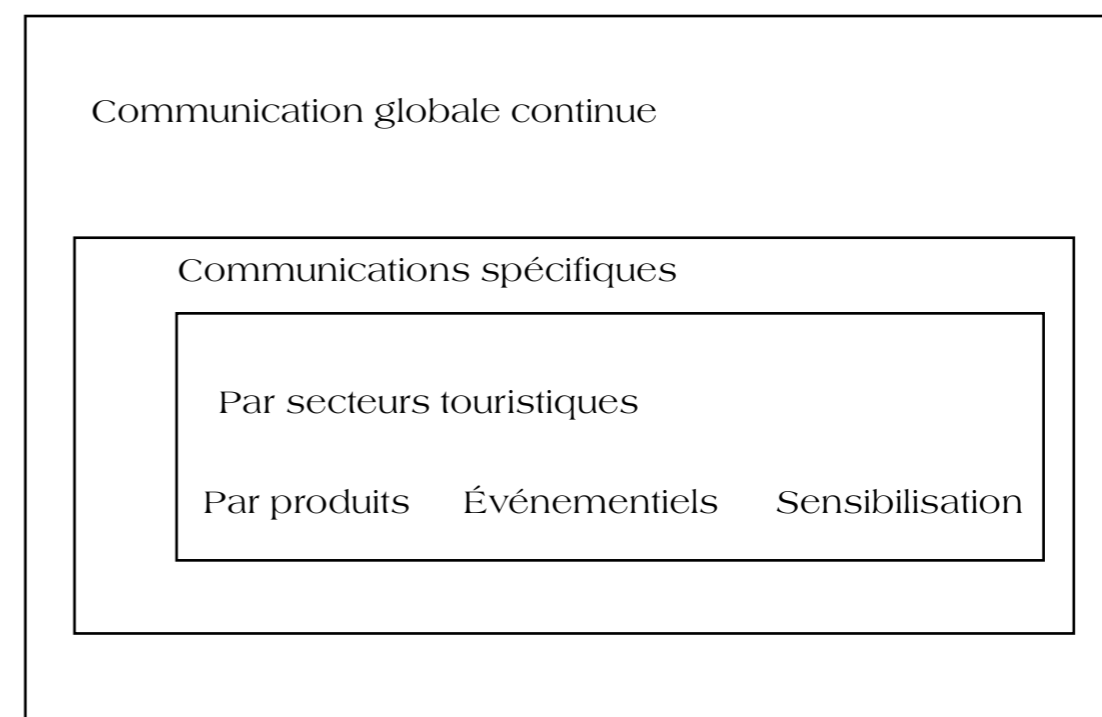 Communication globale continue
Communications spécifiques
Par secteurs touristiques
Par produits Événementiels Sensibilisation